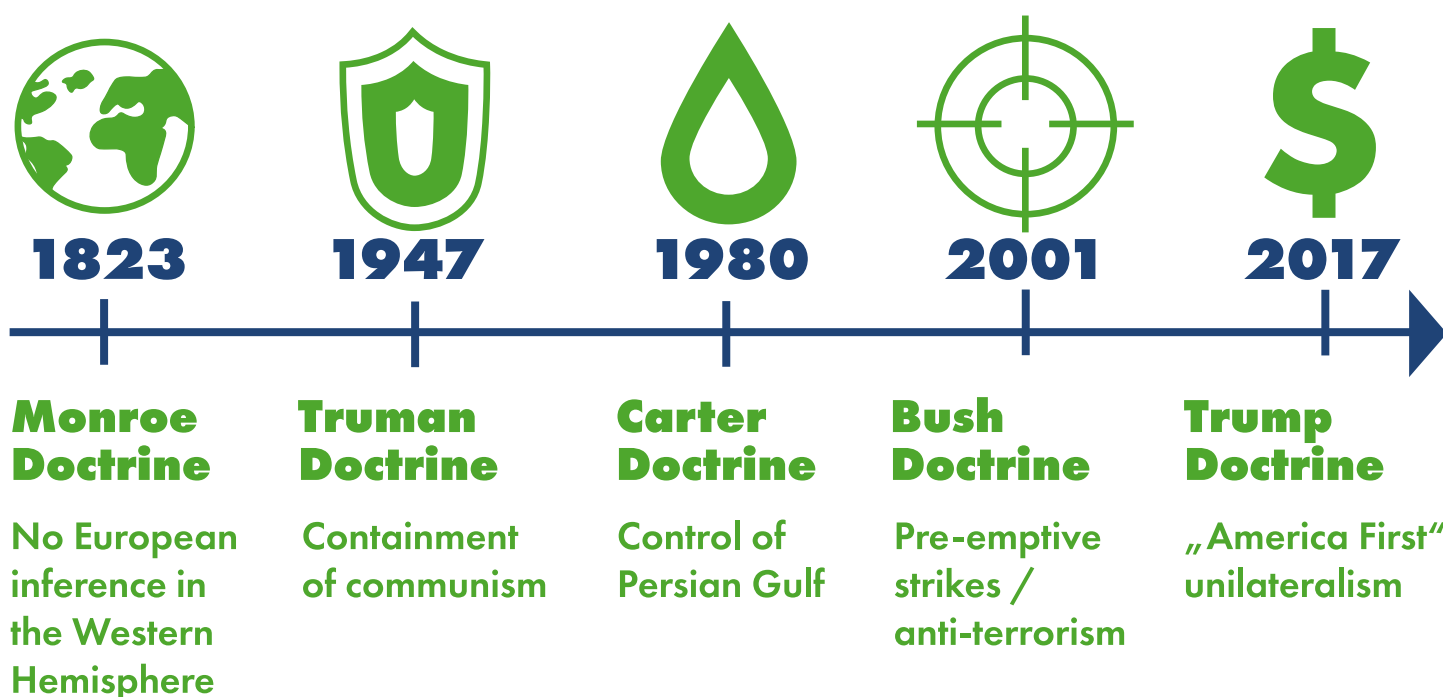 1823
1947
1980
2001
2017
Monroe
Doctrine
No European
inference in
the Western
Hemisphere
Truman
Doctrine
Containment
of communism
Carter
Doctrine
Control of
Persian Gulf
Bush
Doctrine
Pre-emptive
strikes /
anti-terrorism
Trump
Doctrine
„America First“
unilateralism